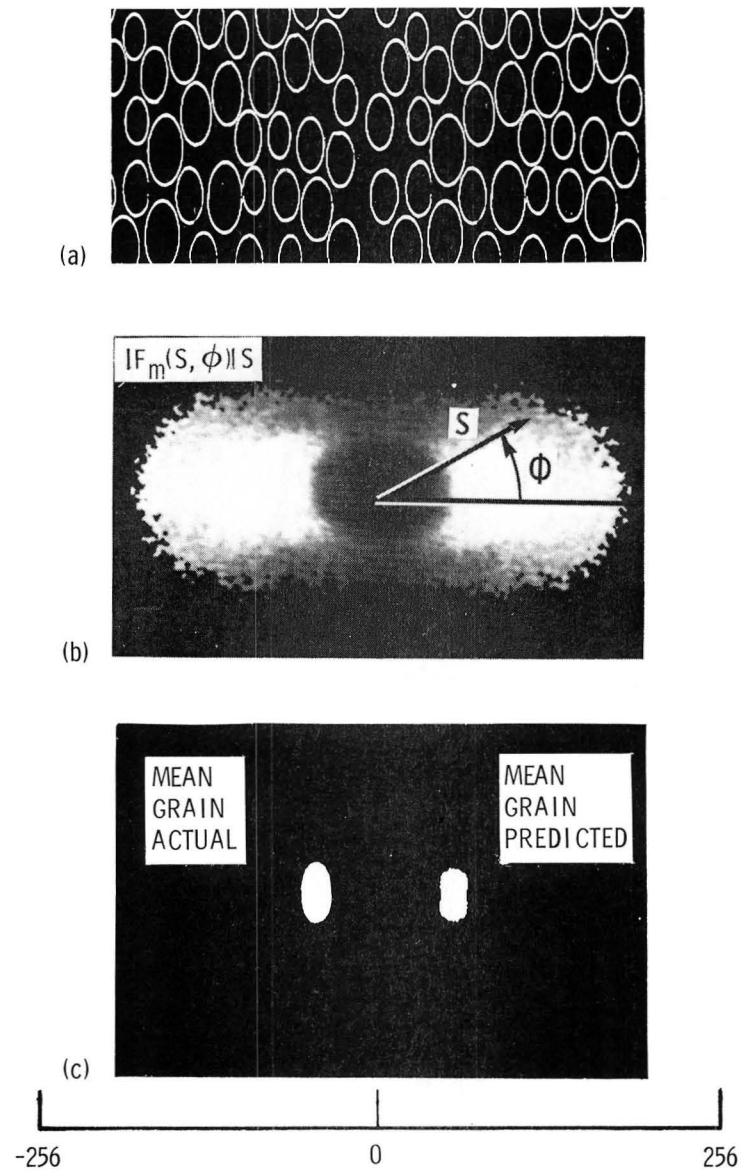 (a)
|F_m(S, ϕ)|S
S
ϕ
(b)
MEAN
GRAIN
ACTUAL
MEAN
GRAIN
PREDICTED
(c)
-256 0 256